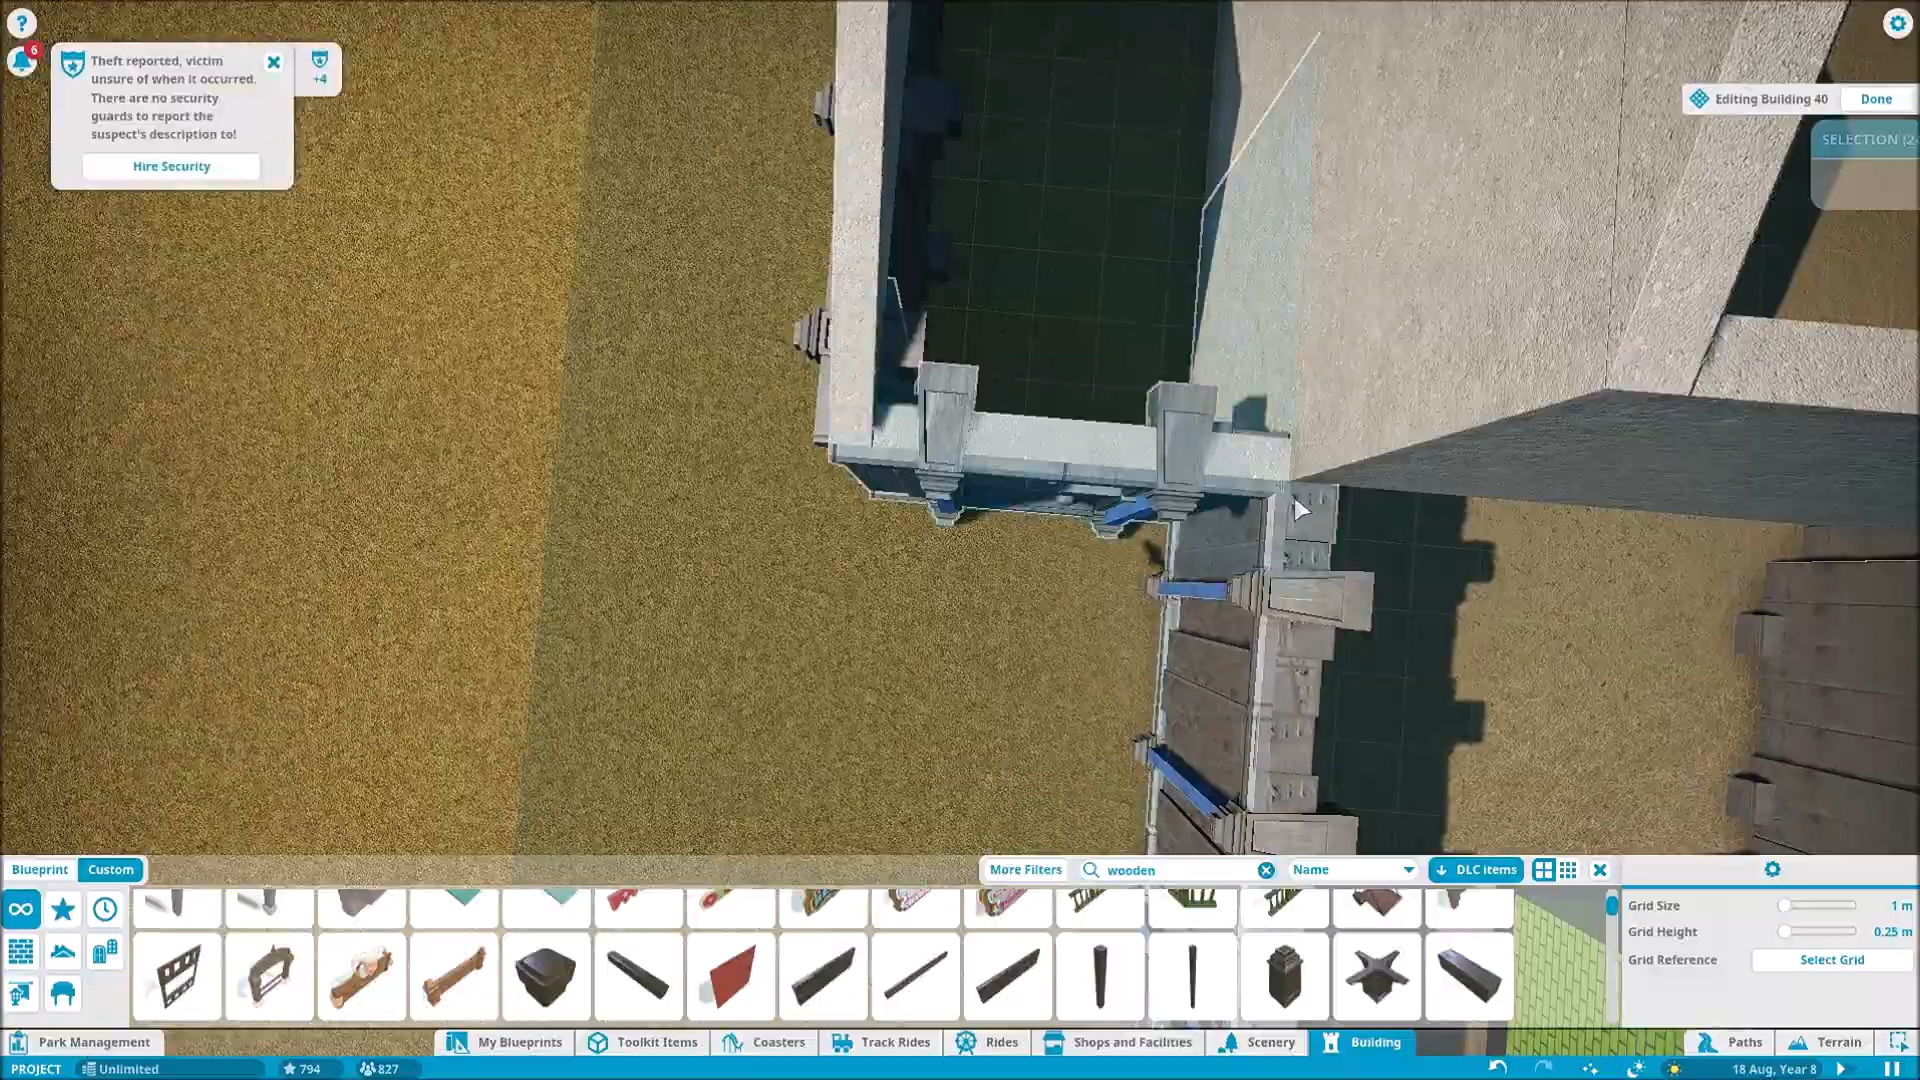 ?
6
Theft reported, victim
unsure of when it occurred.
There are no security
guards to report the
suspect's description to!
Hire Security
+4
Editing Building 40
Done
SELECTION (2
Blueprint
Custom
More Filters
wooden
Name
DLC items
Grid Size
1 m
Grid Height
0.25 m
Grid Reference
Select Grid
Park Management
My Blueprints
Toolkit Items
Coasters
Track Rides
Rides
Shops and Facilities
Scenery
Building
Paths
Terrain
PROJECT
Unlimited
794
827
18 Aug, Year 8